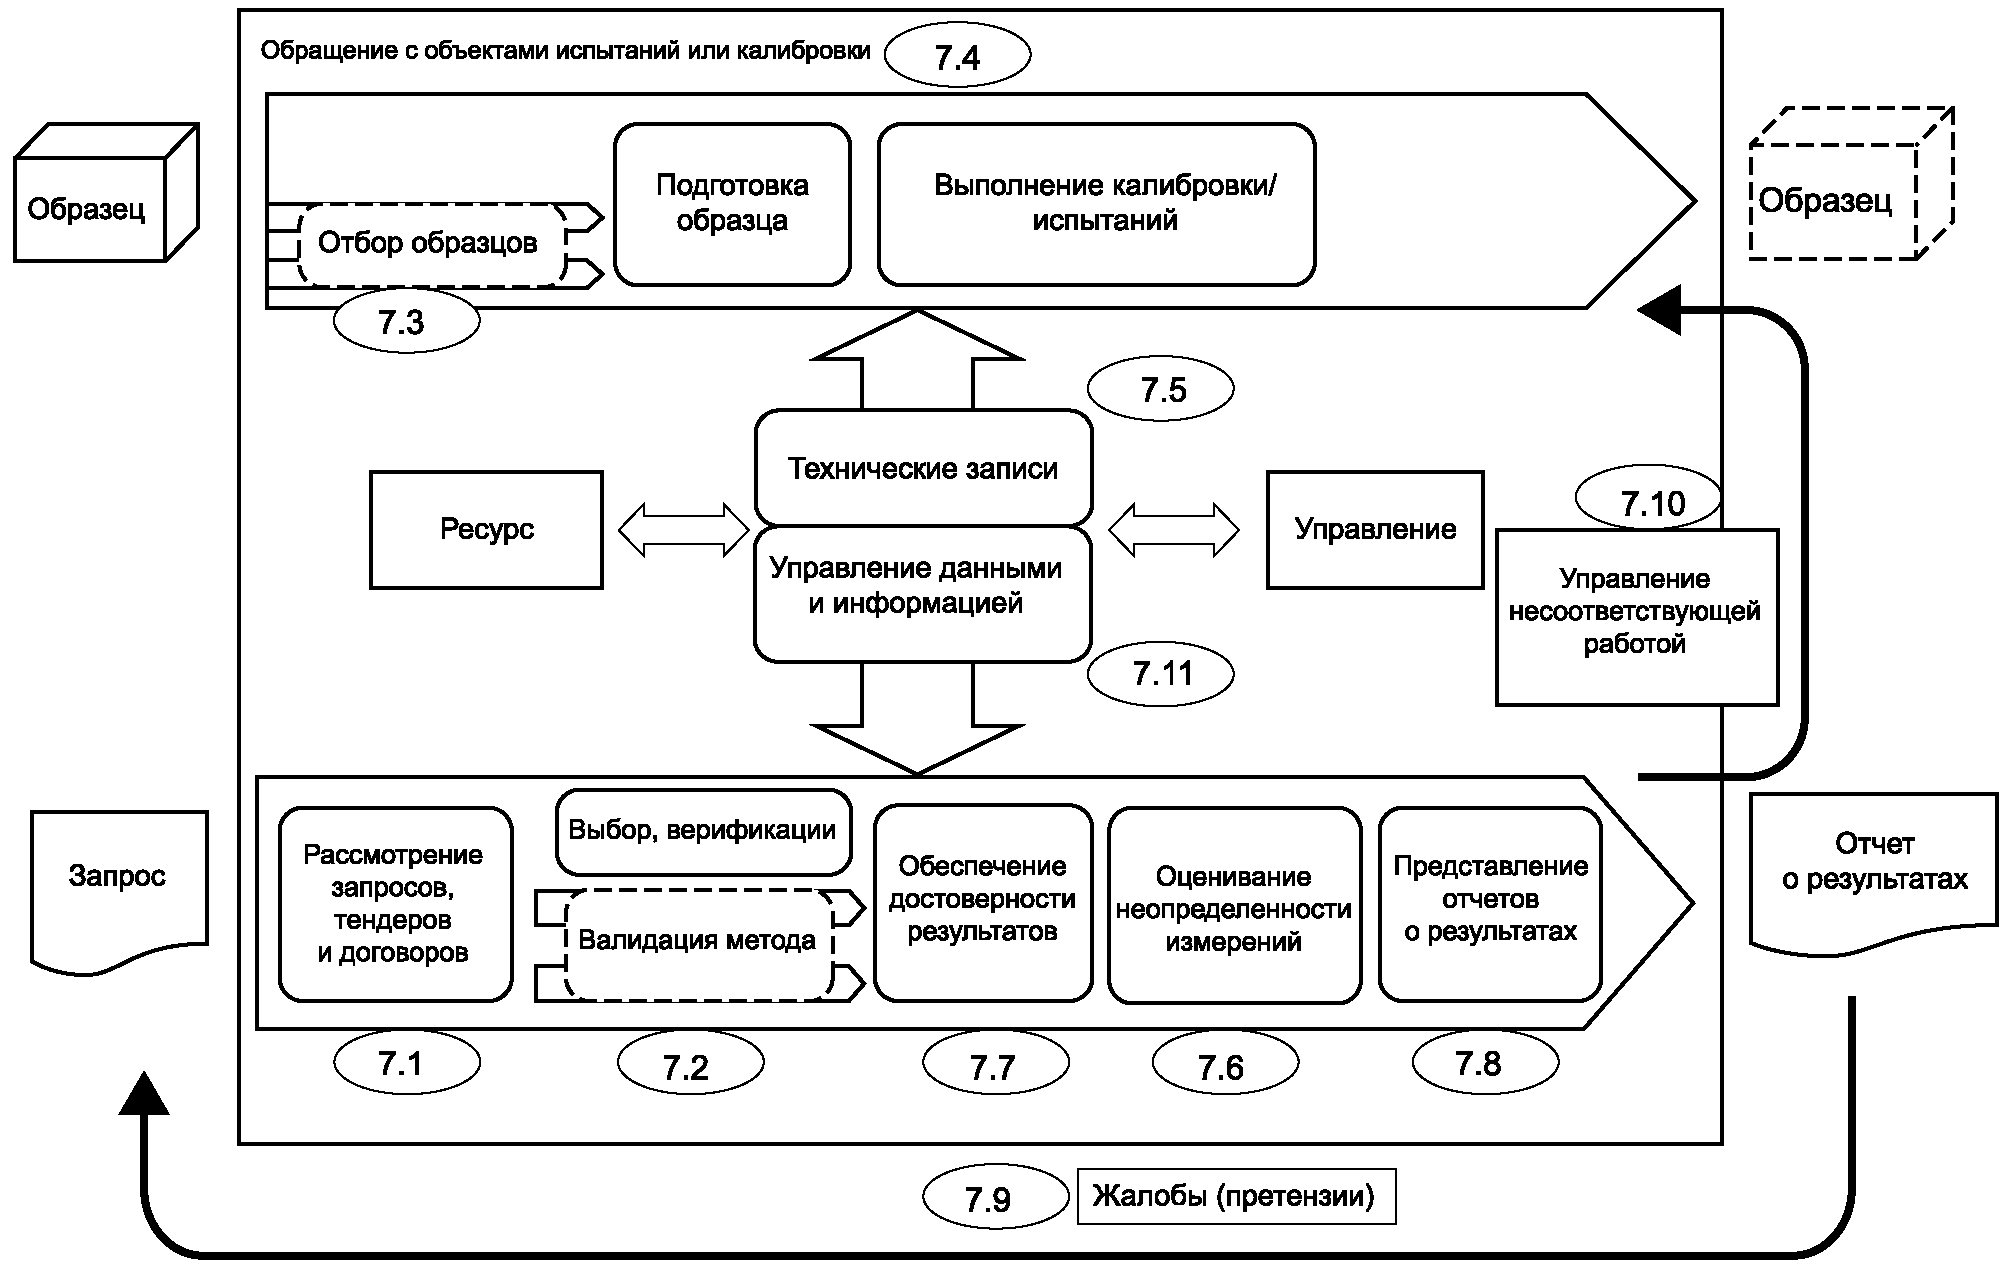 Обращение с объектами испытаний или калибровки
7.4
Образец
Отбор образцов
7.3
Подготовка
образца
Выполнение калибровки/
испытаний
Образец
7.5
Технические записи
Ресурс
Управление данными
и информацией
7.11
Управление
7.10
Управление
несоответствующей
работой
Запрос
Рассмотрение
запросов,
тендеров
и договоров
Выбор, верификации
Валидация метода
Обеспечение
достоверности
результатов
Оценивание
неопределенности
измерений
Представление
отчетов
о результатах
Отчет
о результатах
7.1
7.2
7.7
7.6
7.8
7.9
Жалобы (претензии)